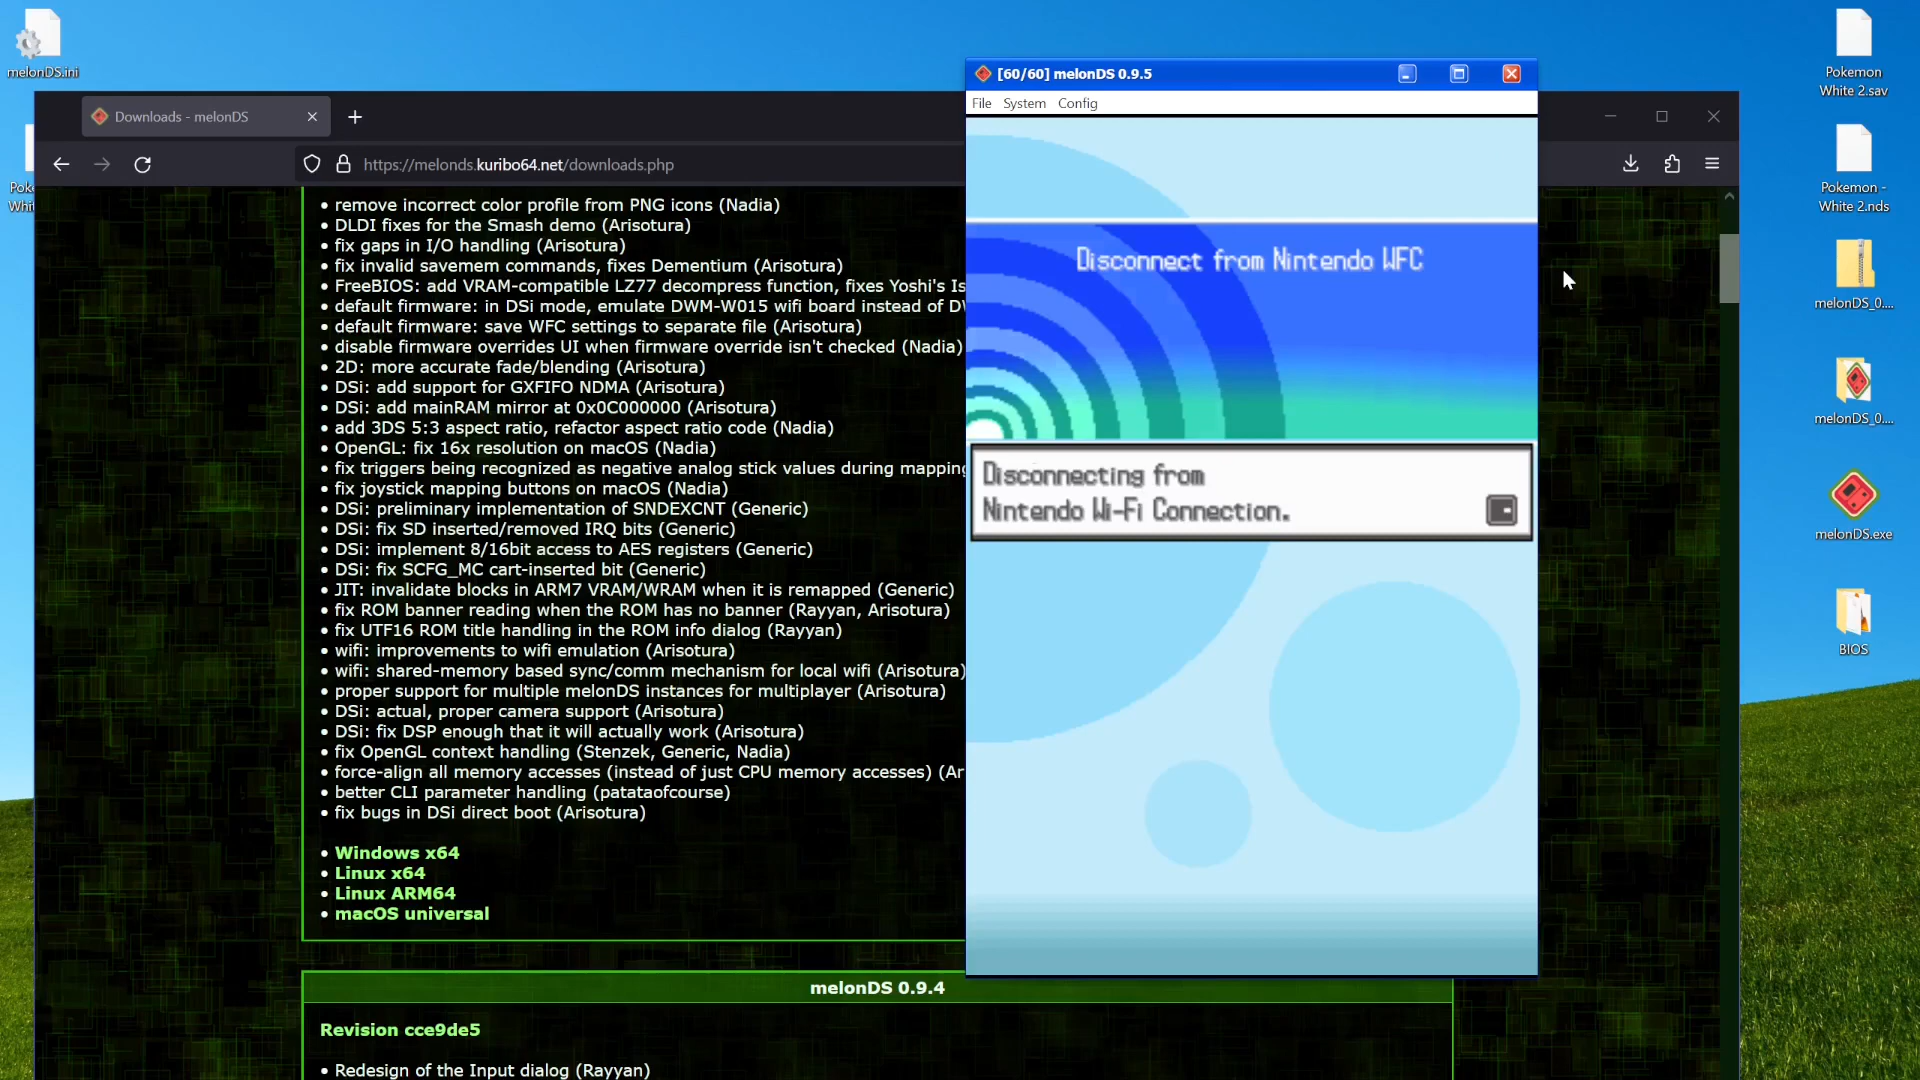 melonDS.ini
Downloads - melonDS
https://melonds.kuribo64.net/downloads.php
remove incorrect color profile from PNG icons (Nadia)
DLDI fixes for the Smash demo (Arisotura)
fix gaps in I/O handling (Arisotura)
fix invalid savemem commands, fixes Dementium (Arisotura)
FreeBIOS: add VRAM-compatible LZ77 decompress function, fixes Yoshi's Is
default firmware: in DSi mode, emulate DWM-W015 wifi board instead of DW
default firmware: save WFC settings to separate file (Arisotura)
disable firmware overrides UI when firmware override isn't checked (Nadia)
2D: more accurate fade/blending (Arisotura)
DSi: add support for GXFIFO NDMA (Arisotura)
DSi: add mainRAM mirror at 0x0C000000 (Arisotura)
add 3DS 5:3 aspect ratio, refactor aspect ratio code (Nadia)
OpenGL: fix 16x resolution on macOS (Nadia)
fix triggers being recognized as negative analog stick values during mapping
fix joystick mapping buttons on macOS (Nadia)
DSi: preliminary implementation of SNDEXCNT (Generic)
DSi: fix SD inserted/removed IRQ bits (Generic)
DSi: implement 8/16bit access to AES registers (Generic)
DSi: fix SCFG_MC cart-inserted bit (Generic)
JIT: invalidate blocks in ARM7 VRAM/WRAM when it is remapped (Generic)
fix ROM banner reading when the ROM has no banner (Rayyan, Arisotura)
fix UTF16 ROM title handling in the ROM info dialog (Rayyan)
wifi: improvements to wifi emulation (Arisotura)
wifi: shared-memory based sync/comm mechanism for local wifi (Arisotura)
proper support for multiple melonDS instances for multiplayer (Arisotura)
DSi: actual, proper camera support (Arisotura)
DSi: fix DSP enough that it will actually work (Arisotura)
fix OpenGL context handling (Stenzek, Generic, Nadia)
force-align all memory accesses (instead of just CPU memory accesses) (Ar
better CLI parameter handling (patataofcourse)
fix bugs in DSi direct boot (Arisotura)
Windows x64
Linux x64
Linux ARM64
macOS universal
melonDS 0.9.4
Revision cce9de5
Redesign of the Input dialog (Rayyan)
[60/60] melonDS 0.9.5
File System Config
Disconnect from Nintendo WFC
Disconnecting from
Nintendo Wi-Fi Connection.
Pokemon
White 2.sav
Pokemon -
White 2.nds
melonDS_0....
melonDS_0....
melonDS.exe
BIOS